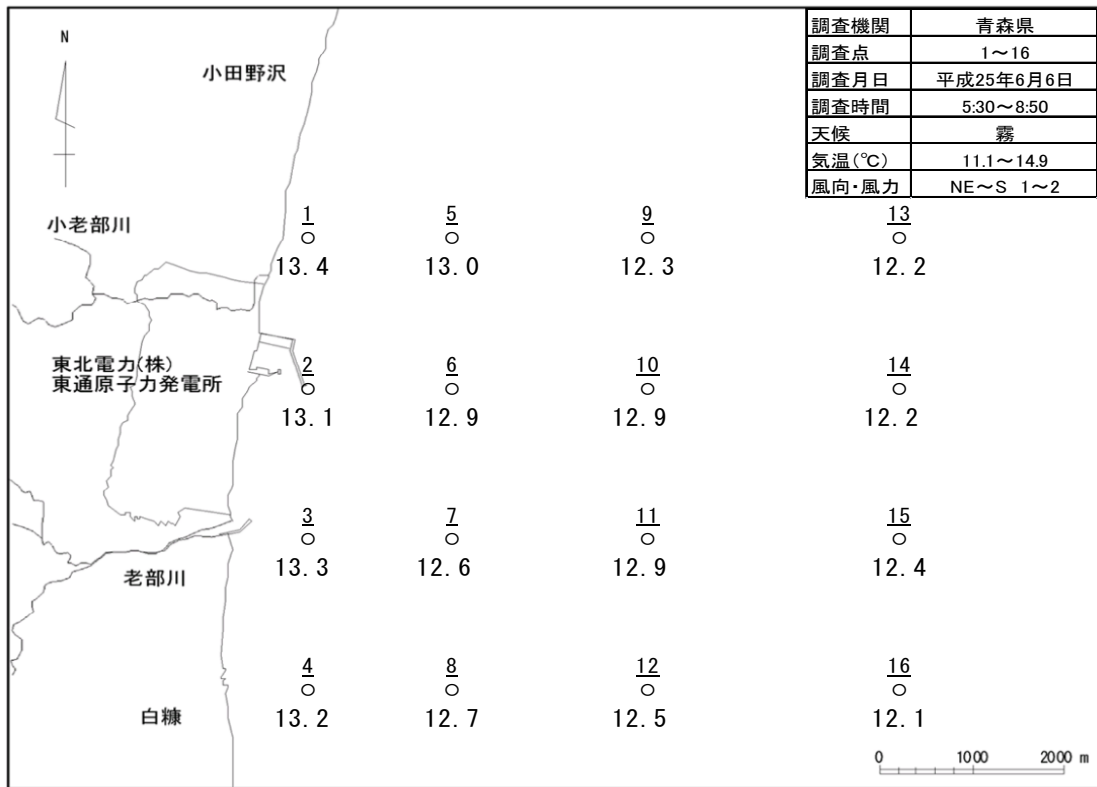 N
小田野沢
調査機関 青森県
調査点 1～16
調査月日 平成25年6月6日
調査時間 5:30～8:50
天候 霧
気温(℃) 11.1～14.9
風向・風力 NE～S 1～2
小老部川
1 5 9 13
13.4 13.0 12.3 12.2
東北電力(株)
東通原子力発電所
2 6 10 14
13.1 12.9 12.9 12.2
3 7 11 15
13.3 12.6 12.9 12.4
老部川
4 8 12 16
13.2 12.7 12.5 12.1
白糠
0 1000 2000 m